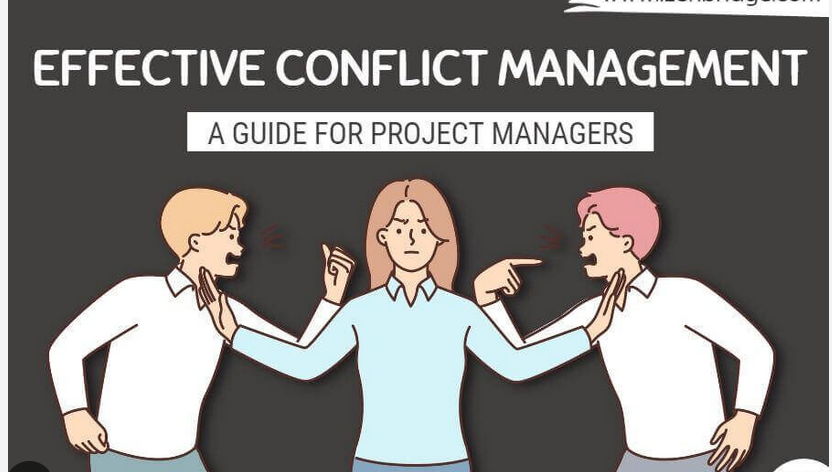 EFFECTIVE CONFLICT MANAGEMENT
A GUIDE FOR PROJECT MANAGERS